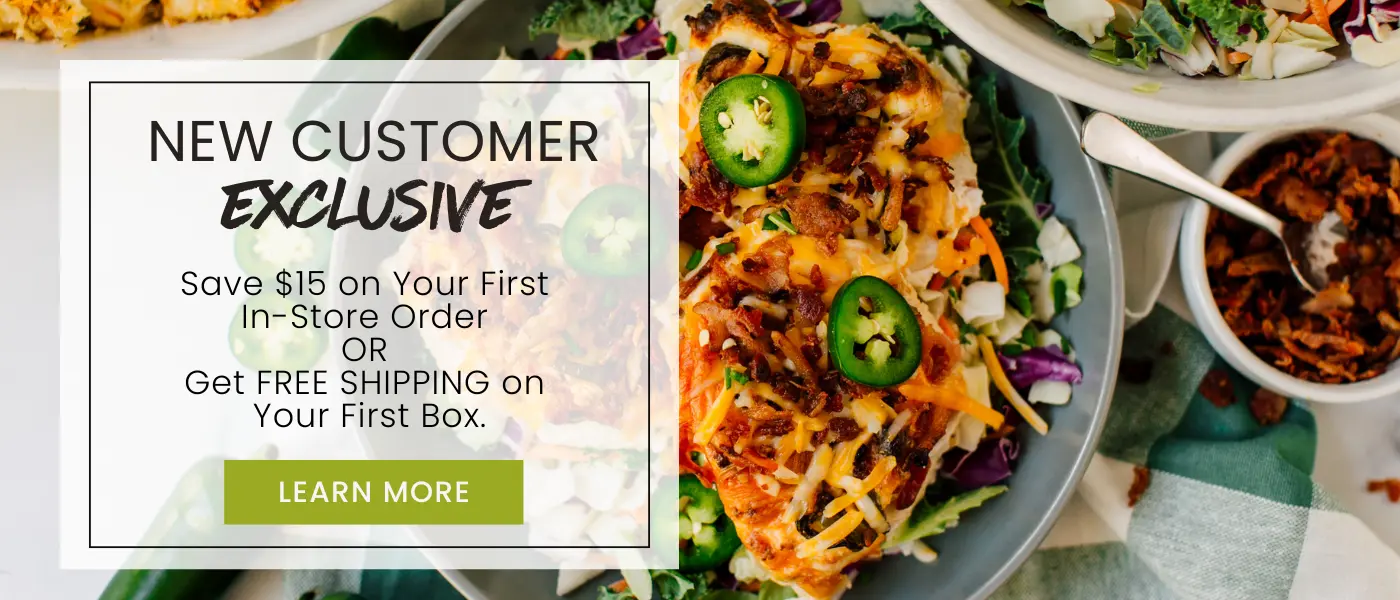 NEW CUSTOMER
EXCLUSIVE
Save $15 on Your First
In-Store Order
OR
Get FREE SHIPPING on
Your First Box.
LEARN MORE